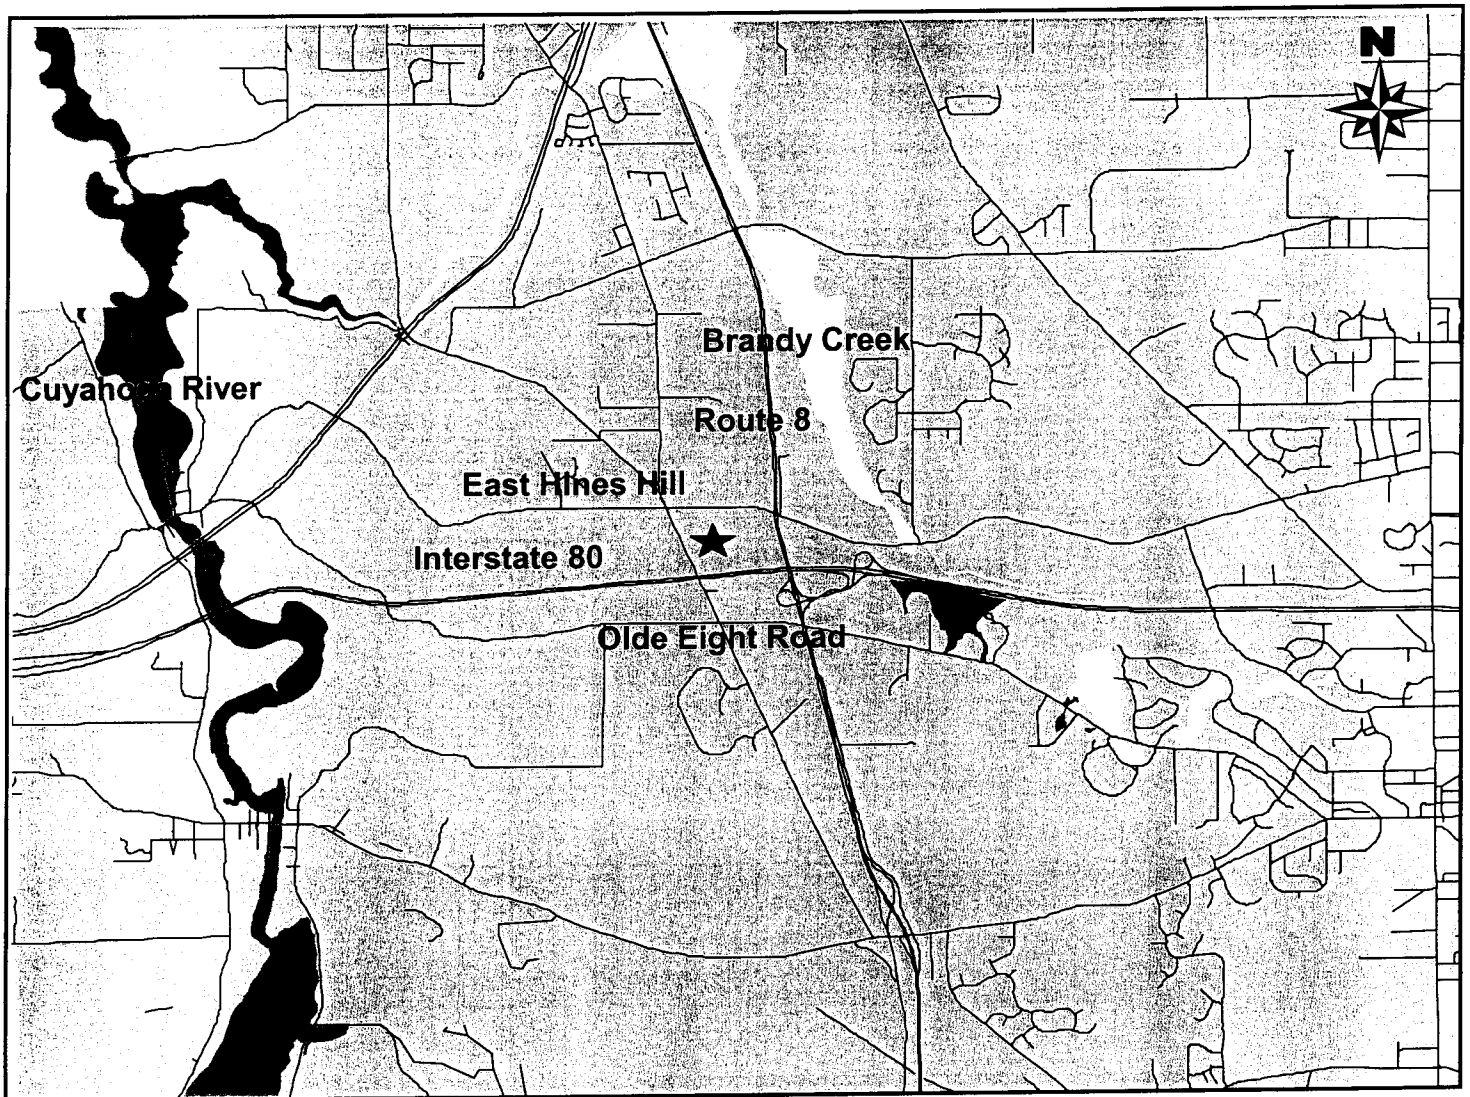 N
Brandy Creek
Cuyahoga River
Route 8
East Hines Hill
Interstate 80
Olde Eight Road